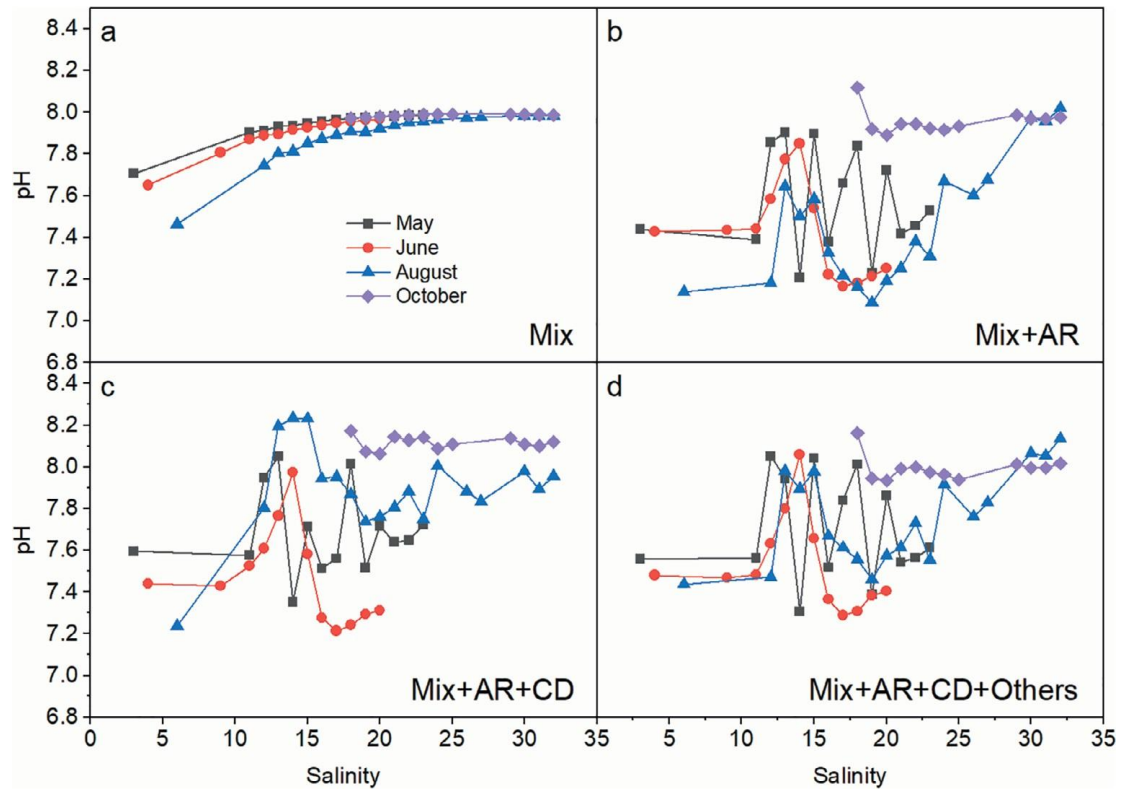 a
8.4
8.2
8.0
7.8
7.6
7.4
7.2
7.0
6.8
pH
May
June
August
October
Mix
b
Mix+AR
c
8.4
8.2
8.0
7.8
7.6
7.4
7.2
7.0
6.8
pH
Mix+AR+CD
0 5 10 15 20 25 30 35
Salinity
d
Mix+AR+CD+Others
5 10 15 20 25 30 35
Salinity